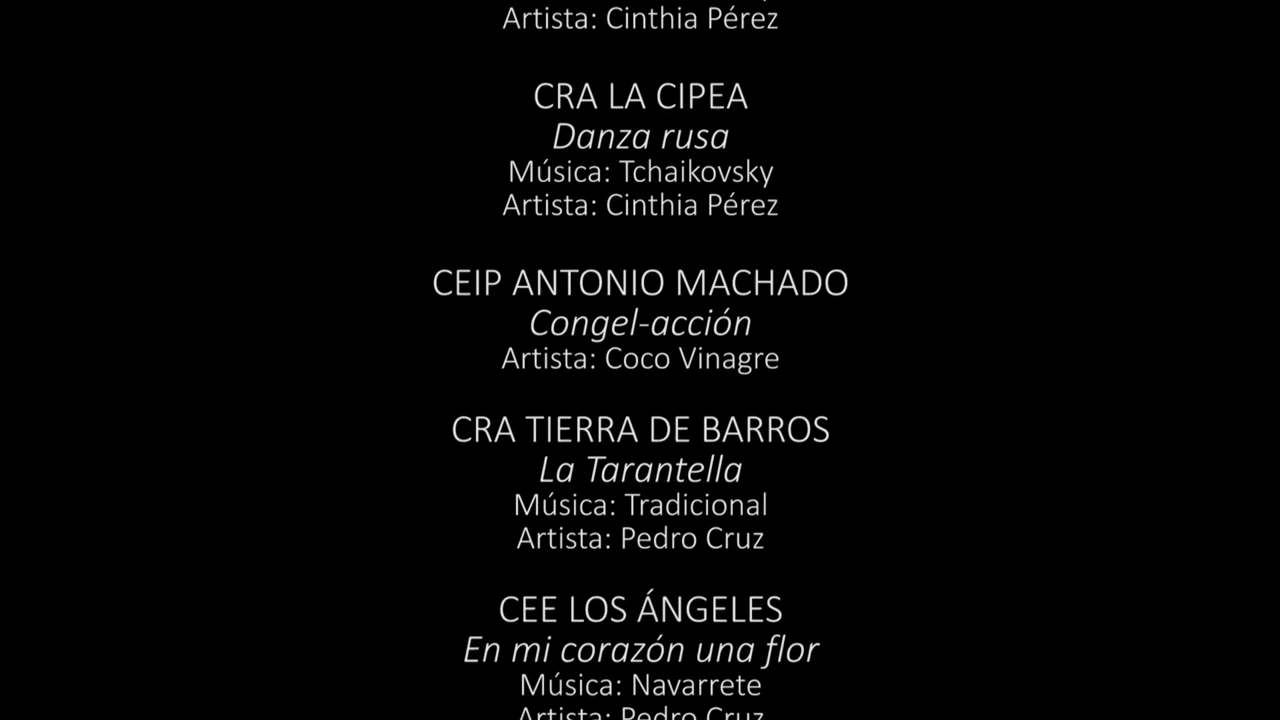 Artista: Cinthia Pérez
CRA LA CIPEA
Danza rusa
Música: Tchaikovsky
Artista: Cinthia Pérez
CEIP ANTONIO MACHADO
Congel-acción
Artista: Coco Vinagre
CRA TIERRA DE BARROS
La Tarantella
Música: Tradicional
Artista: Pedro Cruz
CEE LOS ÁNGELES
En mi corazón una flor
Música: Navarrete
Artista: Pedro Cruz